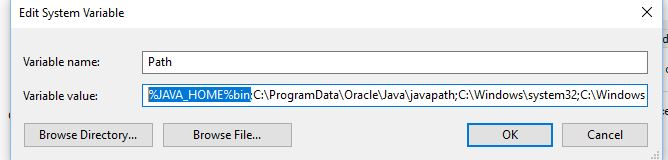 Edit System Variable
Variable name: Path
Variable value: %JAVA_HOME%bin;C:\ProgramData\Oracle\Java\javapath;C:\Windows\system32;C:\Windows
Browse Directory... Browse File... OK Cancel